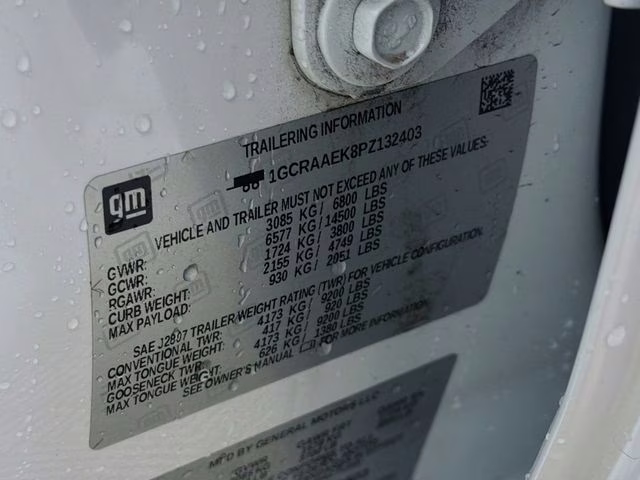 TRAILERING INFORMATION
1GCRAAEK8PZ132403
gm
VEHICLE AND TRAILER MUST NOT EXCEED ANY OF THESE VALUES:
GVWR: 3085 KG/ 6800 LBS
GCWR: 6577 KG/14500 LBS
RGAWR: 1724 KG/ 3800 LBS
CURB WEIGHT: 2155 KG/ 4749 LBS
MAX PAYLOAD: 930 KG/ 2051 LBS
SAE J2807 TRAILER WEIGHT RATING (TWR) FOR VEHICLE CONFIGURATION.
CONVENTIONAL TWR: 4173 KG/ 9200 LBS
MAX TONGUE WEIGHT: 417 KG/ 920 LBS
GOOSENECK TWR: 4173 KG/ 9200 LBS
MAX TONGUE WEIGHT: 626 KG/ 1380 LBS
SEE OWNER'S MANUAL FOR MORE INFORMATION
MFD BY GENERAL MOTORS LLC
GVWR